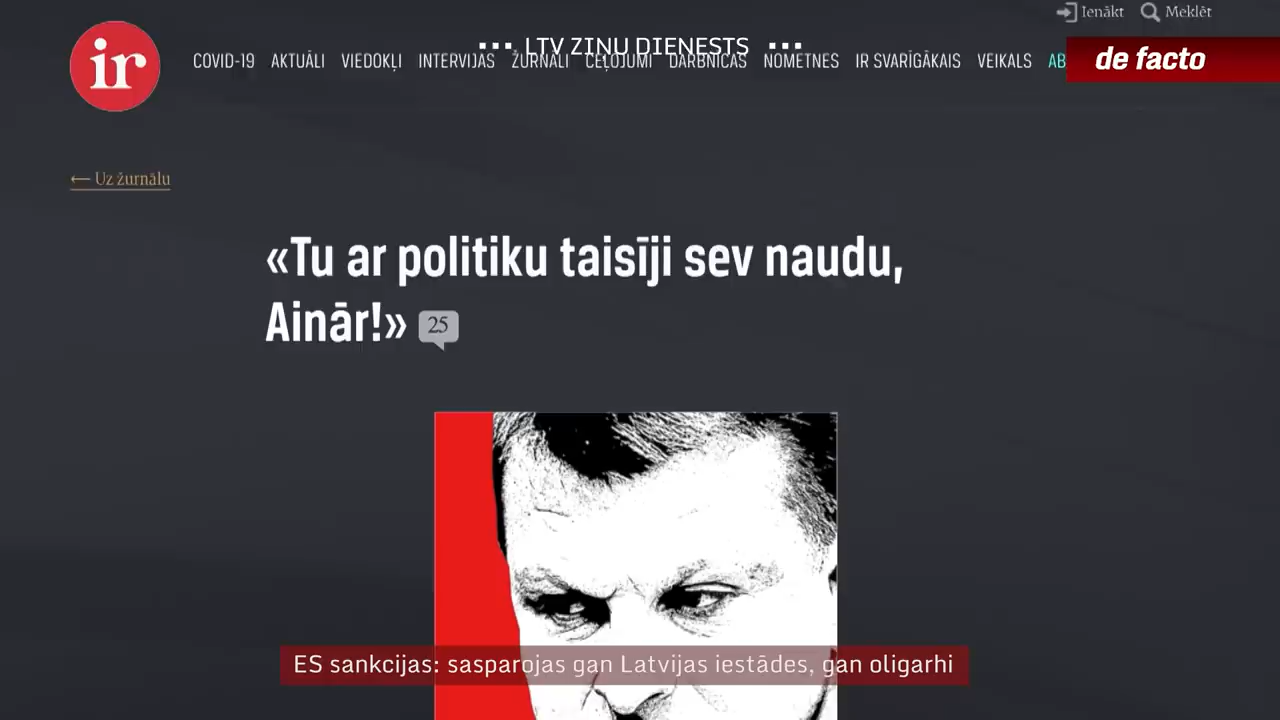 Ienākt Meklēt
LTV ZIŅU DIENESTS
de facto
ir
COVID-19 AKTUĀLI VIEDOKĻI INTERVIJAS ŽURNĀLI CEĻOJUMI DARBNĪCAS NOMETNES IR SVARĪGĀKAIS VEIKALS AB
← Uz žurnālu
«Tu ar politiku taisīji sev naudu,
Ainār!» 25
ES sankcijas: sasparojas gan Latvijas iestādes, gan oligarhi